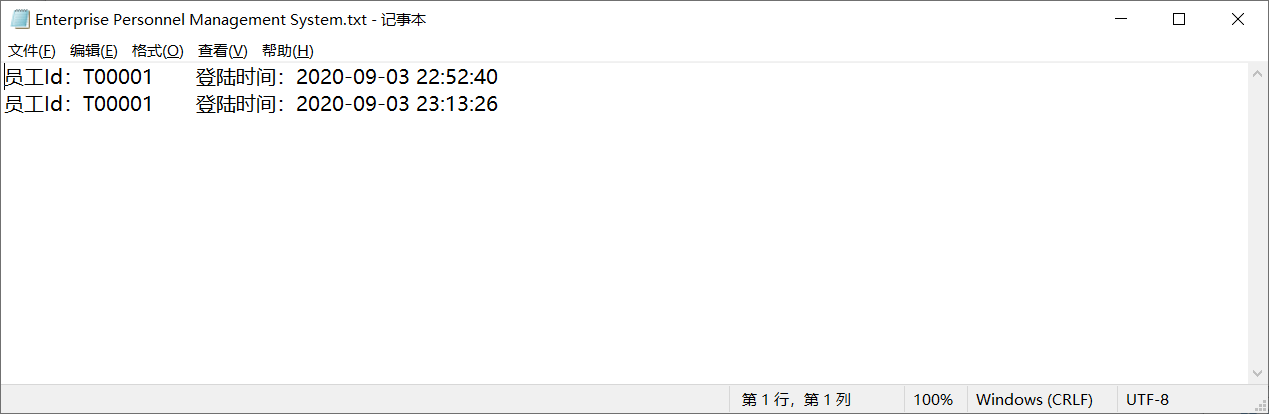 Enterprise Personnel Management System.txt - 记事本
文件(F) 编辑(E) 格式(O) 查看(V) 帮助(H)
员工Id：T00001 登陆时间：2020-09-03 22:52:40
员工Id：T00001 登陆时间：2020-09-03 23:13:26
第 1 行，第 1 列 100% Windows (CRLF) UTF-8